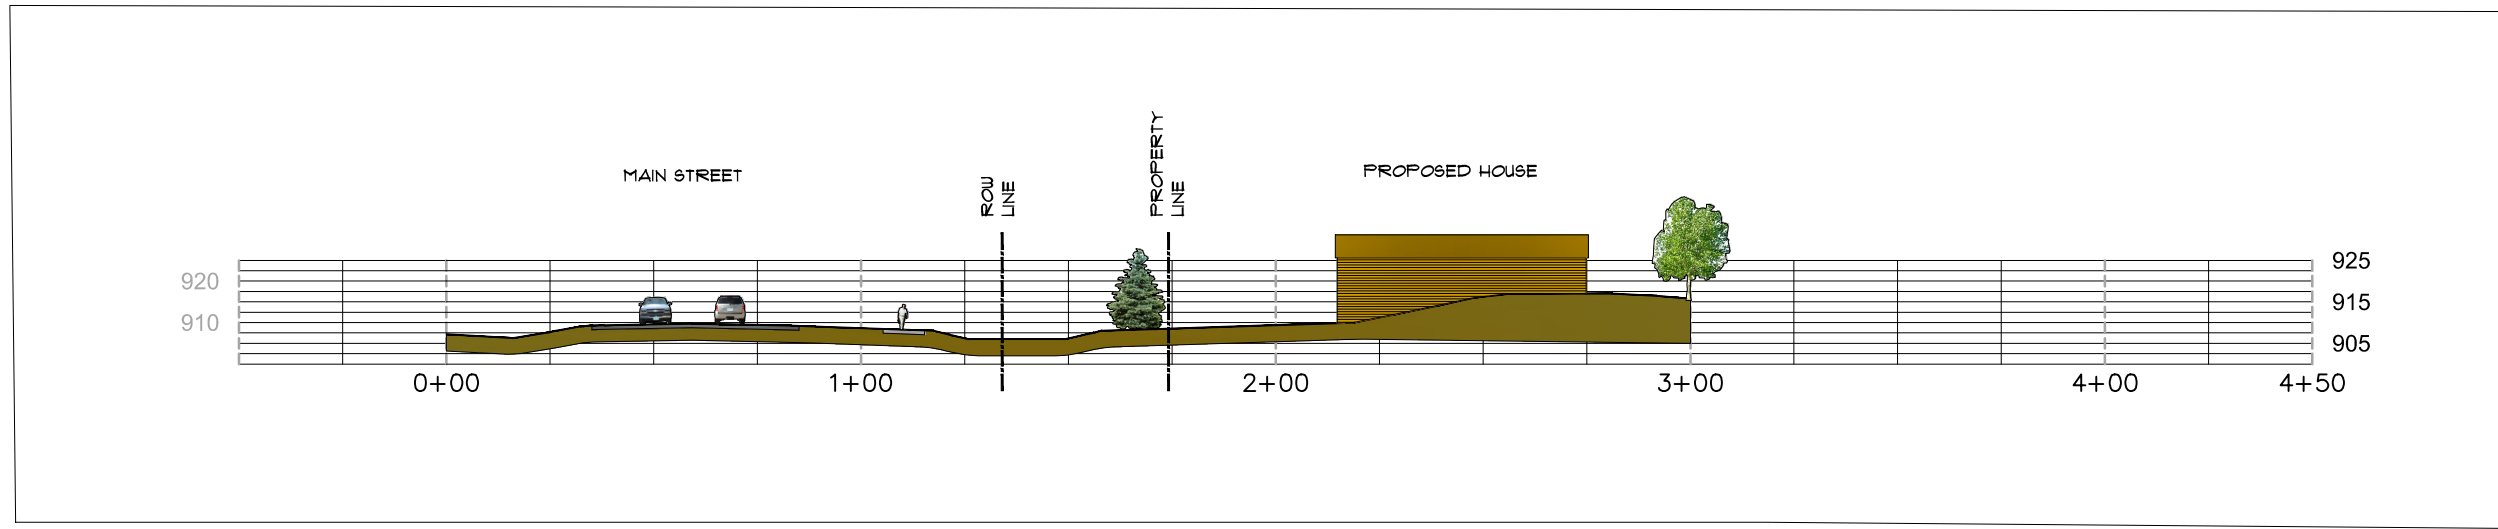 PROPERTY
LINE
MAIN STREET
ROW
LINE
PROPOSED HOUSE
920
910
925
915
905
0+00
1+00
2+00
3+00
4+00
4+50